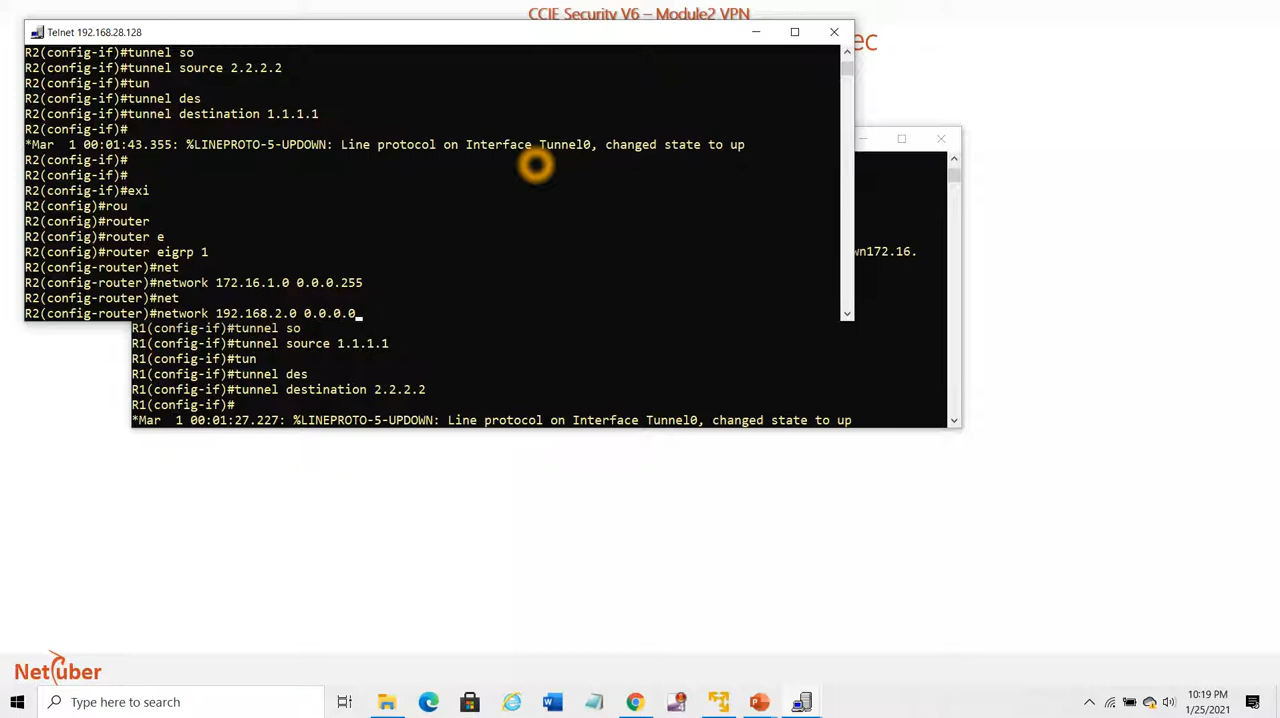 CCIE Security V6 – Module2 VPN
ec
Telnet 192.168.28.128
R2(config-if)#tunnel so
R2(config-if)#tunnel source 2.2.2.2
R2(config-if)#tun
R2(config-if)#tunnel des
R2(config-if)#tunnel destination 1.1.1.1
R2(config-if)#
*Mar  1 00:01:43.355: %LINEPROTO-5-UPDOWN: Line protocol on Interface Tunnel0, changed state to up
R2(config-if)#
R2(config-if)#
R2(config-if)#exi
R2(config)#rou
R2(config)#router
R2(config)#router e
R2(config)#router eigrp 1
R2(config-router)#net
R2(config-router)#network 172.16.1.0 0.0.0.255
R2(config-router)#net
R2(config-router)#network 192.168.2.0 0.0.0.0_
wn172.16.
R1(config-if)#tunnel so
R1(config-if)#tunnel source 1.1.1.1
R1(config-if)#tun
R1(config-if)#tunnel des
R1(config-if)#tunnel destination 2.2.2.2
R1(config-if)#
*Mar  1 00:01:27.227: %LINEPROTO-5-UPDOWN: Line protocol on Interface Tunnel0, changed state to up
NetUber
Type here to search
10:19 PM
1/25/2021